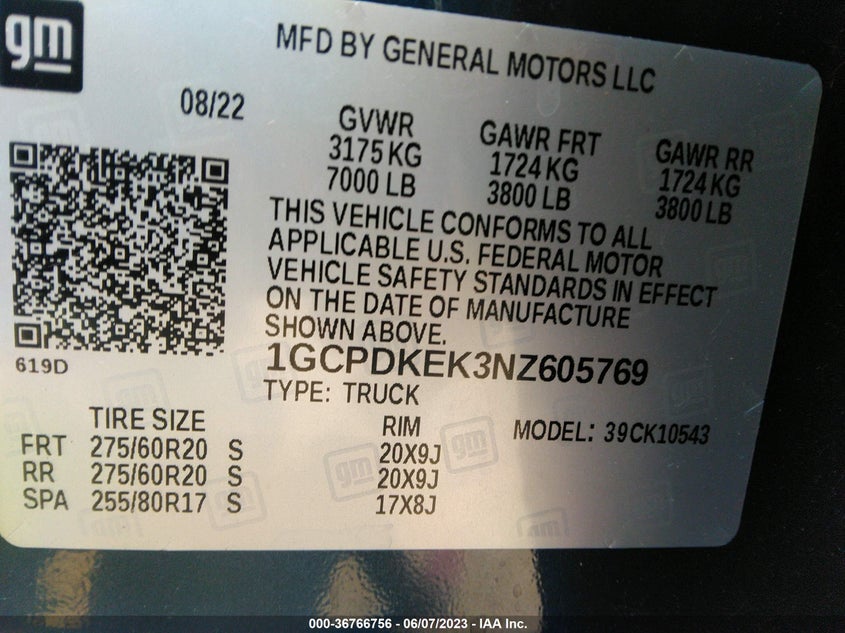 gm
MFD BY GENERAL MOTORS LLC
08/22
GVWR
3175 KG
7000 LB
GAWR FRT
1724 KG
3800 LB
GAWR RR
1724 KG
3800 LB
THIS VEHICLE CONFORMS TO ALL
APPLICABLE U.S. FEDERAL MOTOR
VEHICLE SAFETY STANDARDS IN EFFECT
ON THE DATE OF MANUFACTURE
SHOWN ABOVE.
619D
1GCPDKEK3NZ605769
TYPE: TRUCK
MODEL: 39CK10543
TIRE SIZE RIM
FRT 275/60R20 S 20X9J
RR 275/60R20 S 20X9J
SPA 255/80R17 S 17X8J
000-36766756 - 06/07/2023 - IAA Inc.